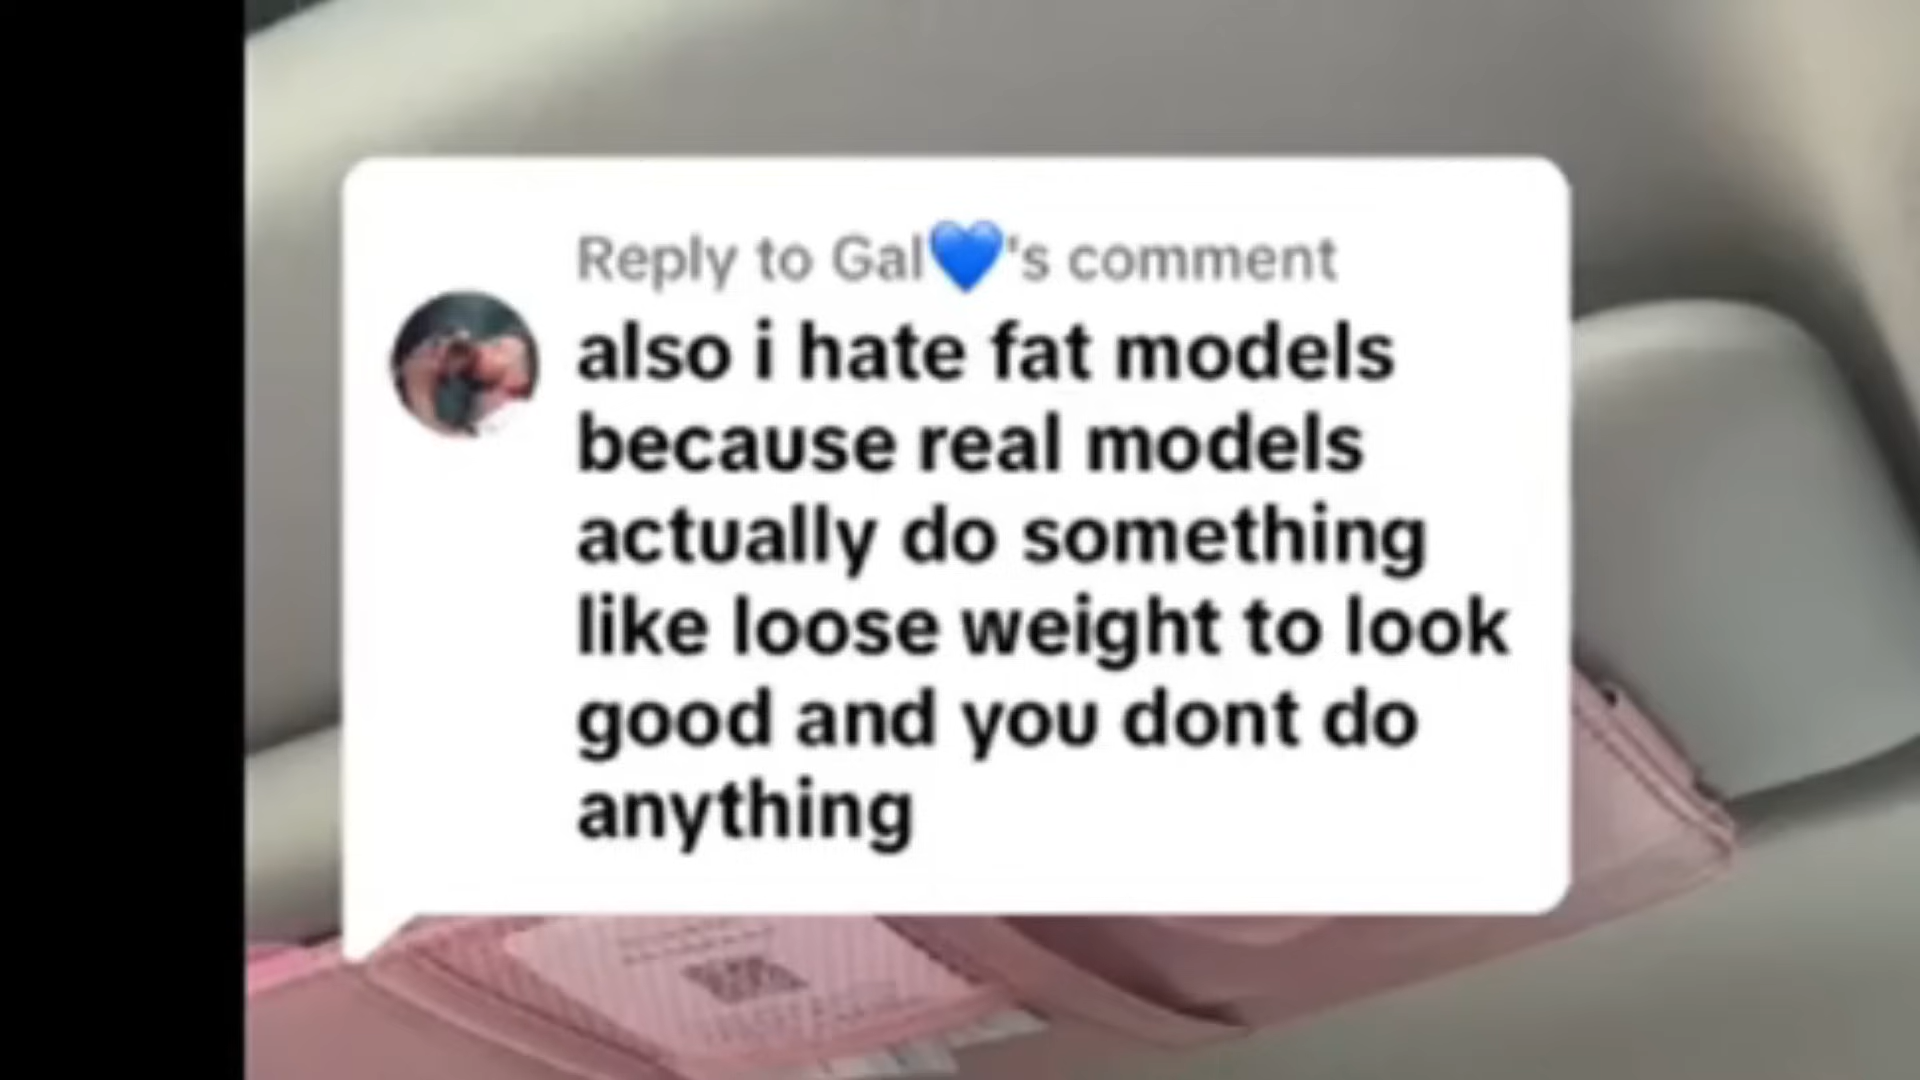 Reply to Gal💙's comment
also i hate fat models
because real models
actually do something
like loose weight to look
good and you dont do
anything